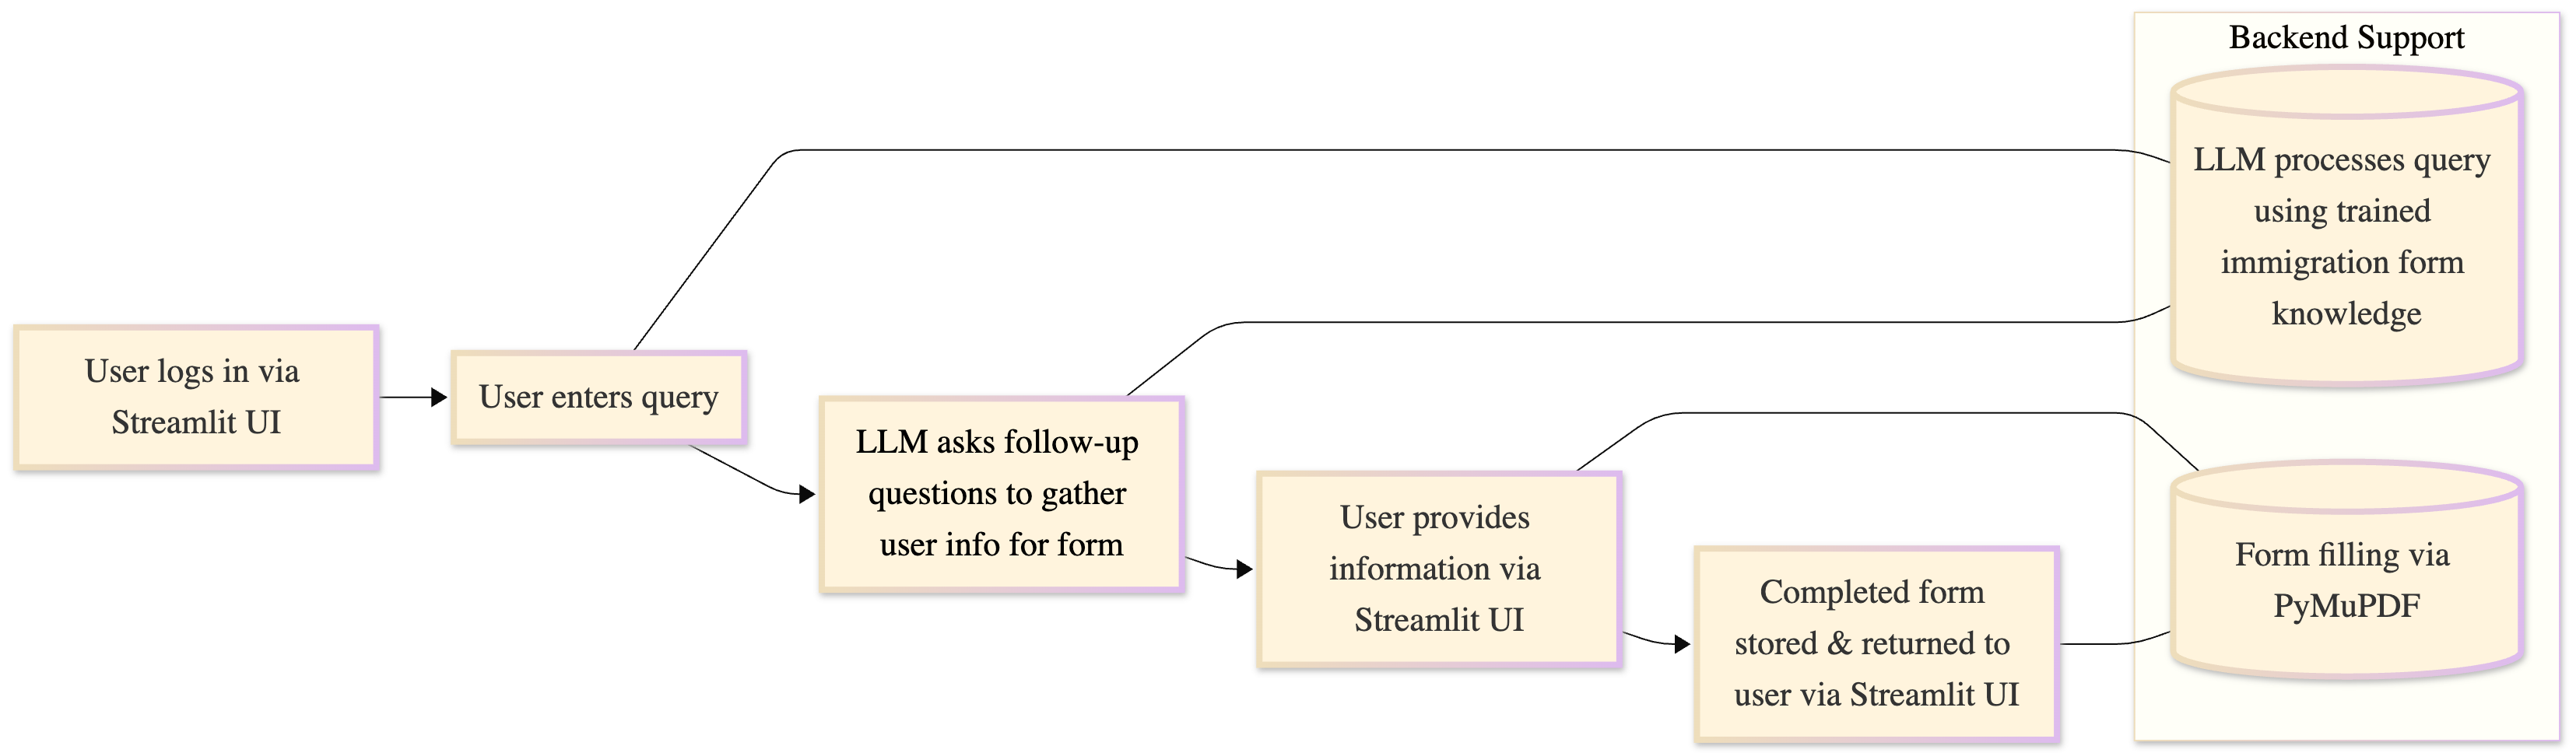 Backend Support
LLM processes query
using trained
immigration form
knowledge
User logs in via
Streamlit UI
User enters query
LLM asks follow-up
questions to gather
user info for form
User provides
information via
Streamlit UI
Completed form
stored & returned to
user via Streamlit UI
Form filling via
PyMuPDF